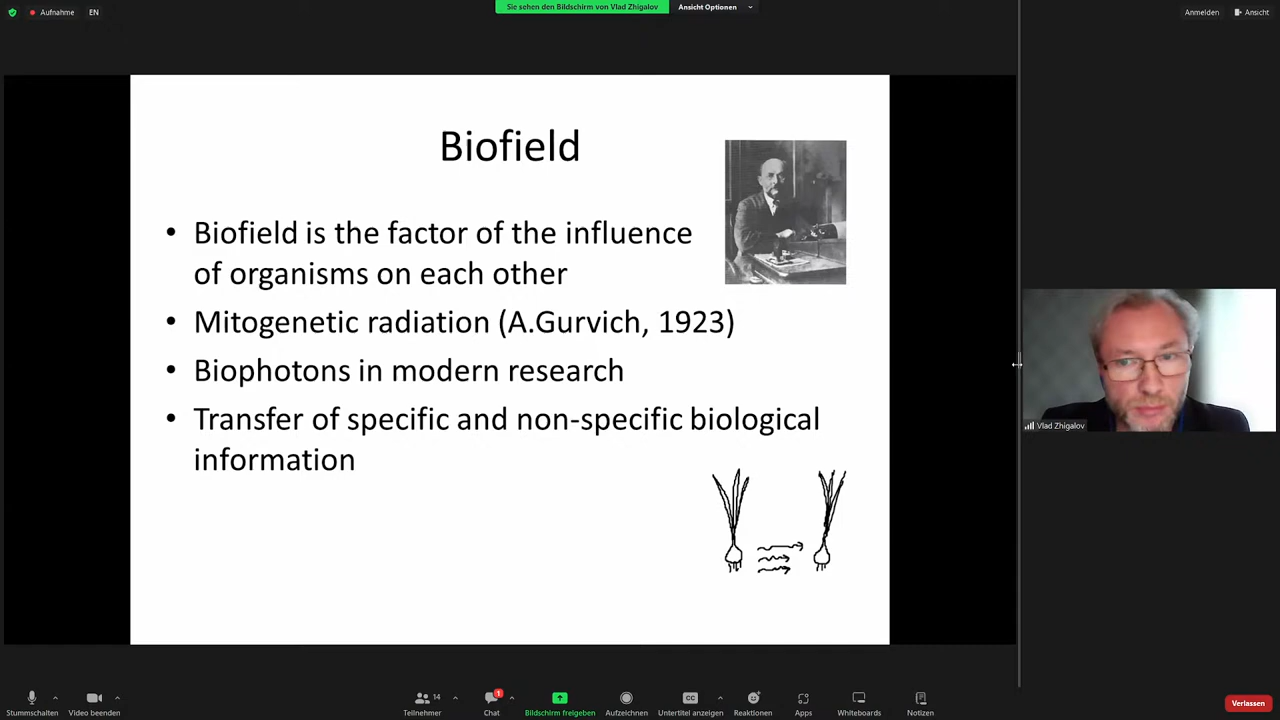 Aufnahme
EN
Sie sehen den Bildschirm von Vlad Zhigalov
Ansicht Optionen
Anmelden
Ansicht
Biofield
• Biofield is the factor of the influence
of organisms on each other
• Mitogenetic radiation (A.Gurvich, 1923)
• Biophotons in modern research
• Transfer of specific and non-specific biological
information
Vlad Zhigalov
Stummschalten
Video beenden
14
Teilnehmer
1
Chat
Bildschirm freigeben
Aufzeichnen
CC
Untertitel anzeigen
Reaktionen
Apps
Whiteboards
Notizen
Verlassen